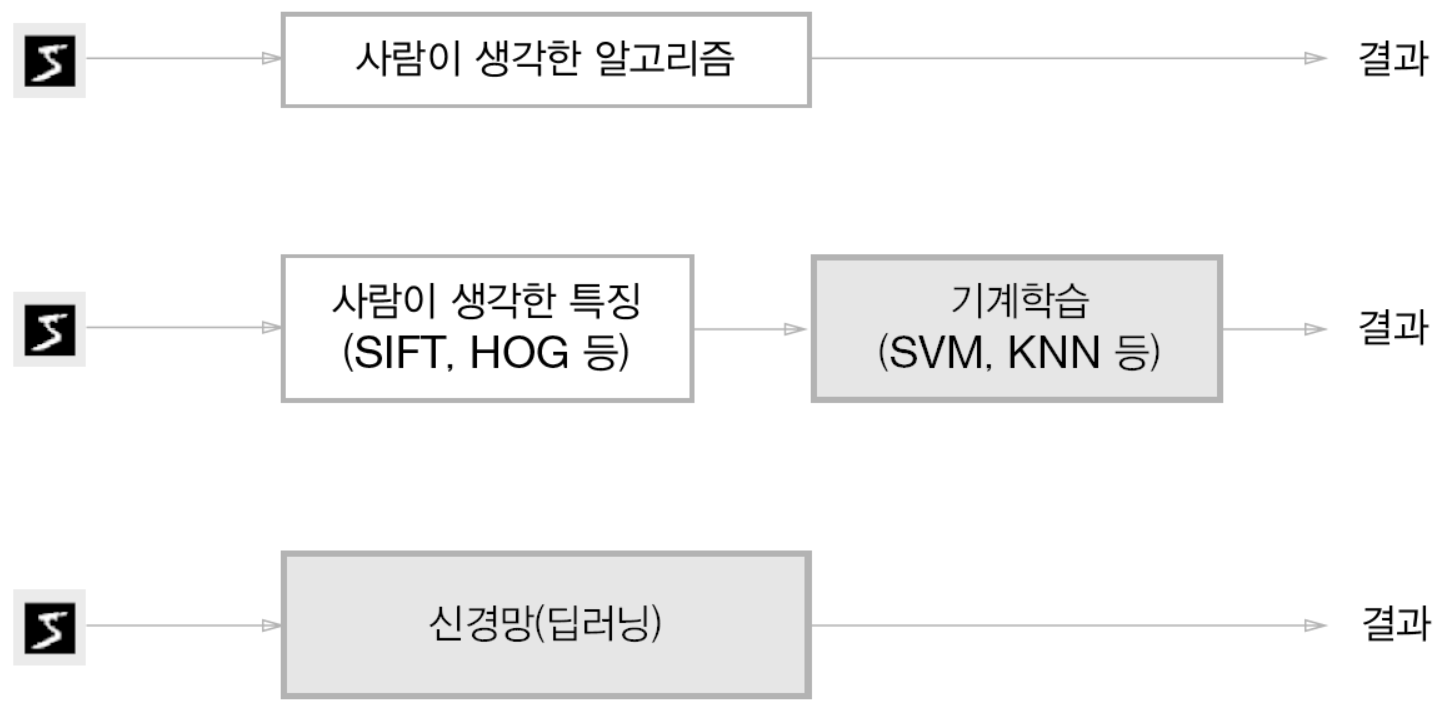 사람이 생각한 알고리즘
결과
사람이 생각한 특징
(SIFT, HOG 등)
기계학습
(SVM, KNN 등)
결과
신경망(딥러닝)
결과